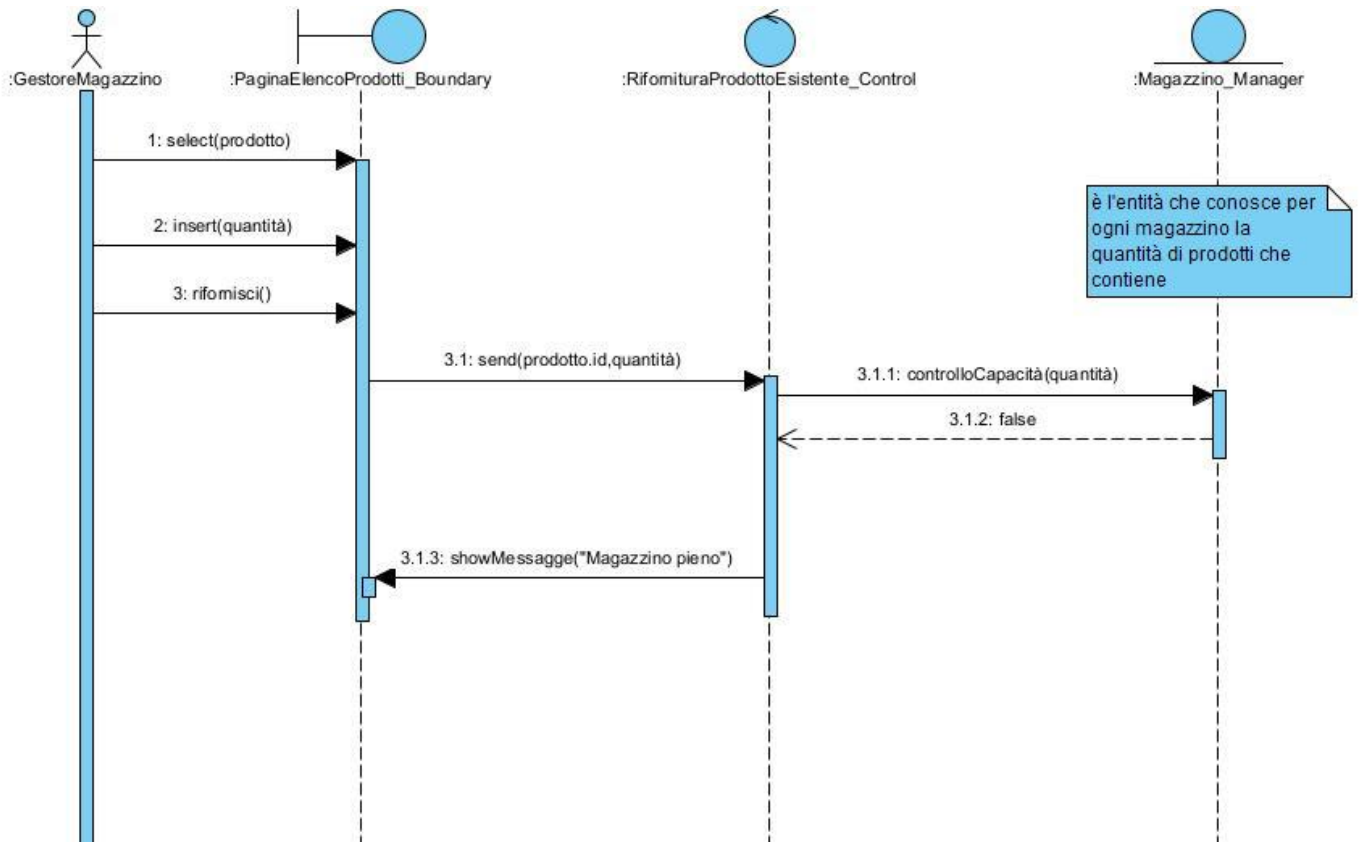 :GestoreMagazzino
:PaginaElencoProdotti_Boundary
:RifornituraProdottoEsistente_Control
:Magazzino_Manager
1: select(prodotto)
è l'entità che conosce per
ogni magazzino la
quantità di prodotti che
contiene
2: insert(quantità)
3: rifornisci()
3.1: send(prodotto.id,quantità)
3.1.1: controlloCapacità(quantità)
3.1.2: false
3.1.3: showMessagge("Magazzino pieno")